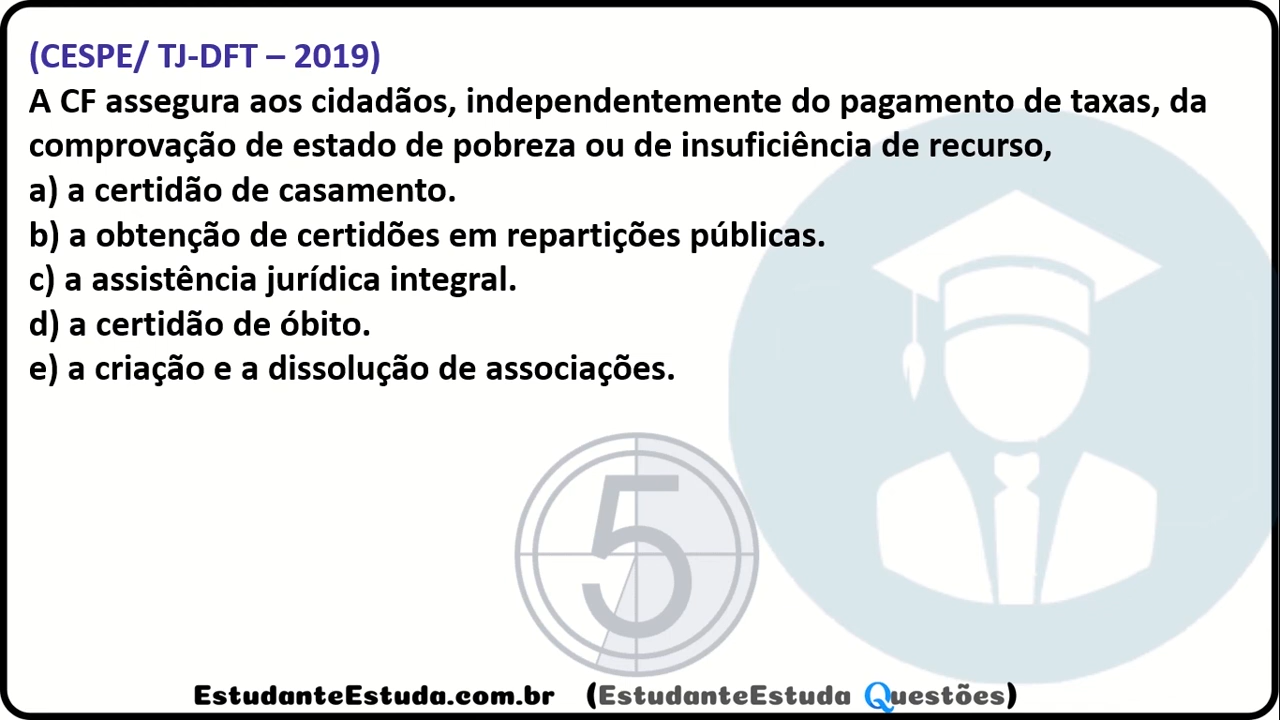 (CESPE/ TJ-DFT – 2019)
A CF assegura aos cidadãos, independentemente do pagamento de taxas, da
comprovação de estado de pobreza ou de insuficiência de recurso,
a) a certidão de casamento.
b) a obtenção de certidões em repartições públicas.
c) a assistência jurídica integral.
d) a certidão de óbito.
e) a criação e a dissolução de associações.
5
EstudanteEstuda.com.br (EstudanteEstuda Questões)